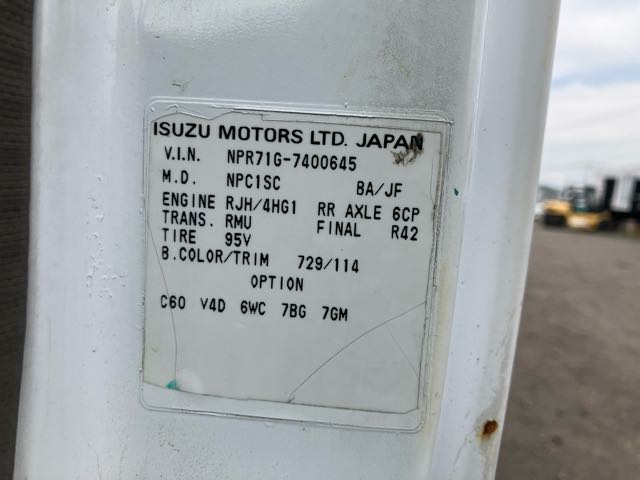 ISUZU MOTORS LTD. JAPAN
V.I.N. NPR71G-7400645
M.D. NPC1SC BA/JF
ENGINE RJH/4HG1 RR AXLE 6CP
TRANS. RMU FINAL R42
TIRE 95V
B.COLOR/TRIM 729/114
OPTION
C60 V4D 6WC 7BG 7GM